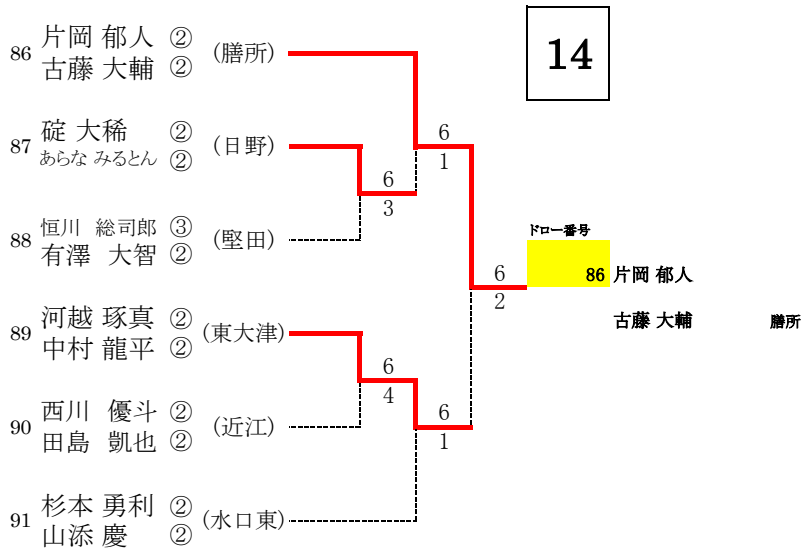 14
86 片岡 郁人 ② (膳所)
古藤 大輔 ②
6
1
87 碇 大稀 ② (日野)
あらな みるとん ②
6
3
88 恒川 総司郎 ③ (堅田)
有澤 大智 ②
ドロー番号
86 片岡 郁人
古藤 大輔 膳所
6
2
89 河越 琢真 ② (東大津)
中村 龍平 ②
6
4
90 西川 優斗 ② (近江)
田島 凱也 ②
6
1
91 杉本 勇利 ② (水口東)
山添 慶 ②